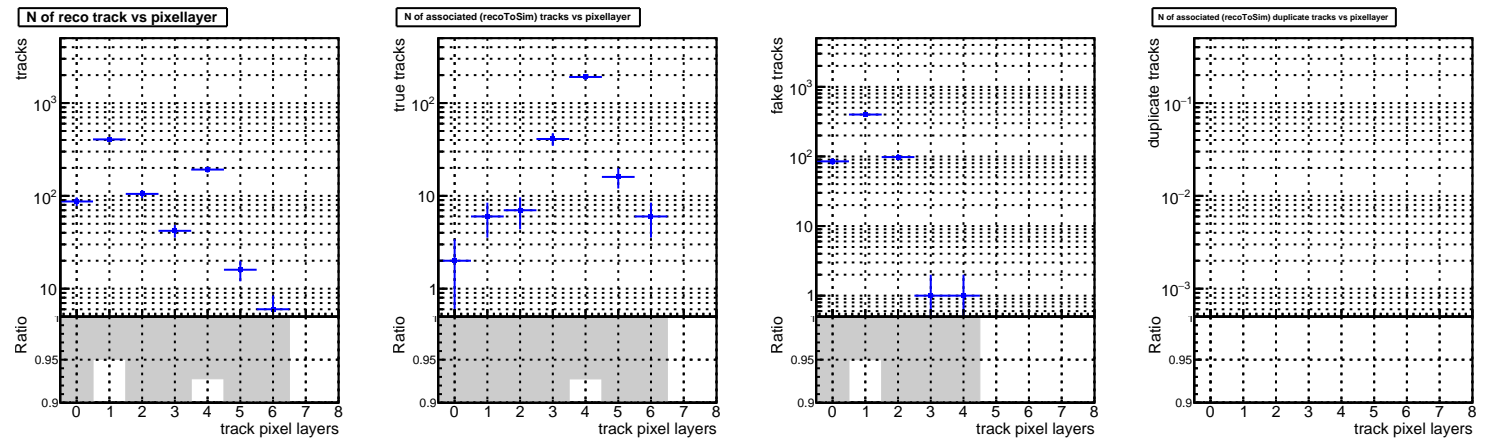 N of reco track vs pixellayer
tracks
10³
10²
10
Ratio
1
0.95
0.9
0 1 2 3 4 5 6 7 8
track pixel layers
N of associated (recoToSim) tracks vs pixellayer
true tracks
10²
10
1
Ratio
0.95
0.9
0 1 2 3 4 5 6 7 8
track pixel layers
fake tracks
10³
10²
10
1
Ratio
0.95
0.9
0 1 2 3 4 5 6 7 8
track pixel layers
N of associated (recoToSim) duplicate tracks vs pixellayer
duplicate tracks
10⁻¹
10⁻²
10⁻³
Ratio
1
0.95
0.9
0 1 2 3 4 5 6 7 8
track pixel layers